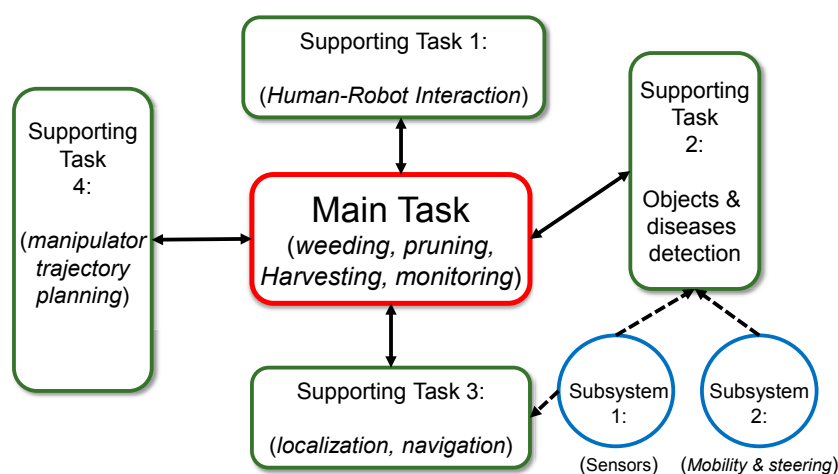 Supporting Task 1:
(Human-Robot Interaction)
Supporting
Task
2:
Objects &
diseases
detection
Supporting
Task
4:
(manipulator
trajectory
planning)
Main Task
(weeding, pruning,
Harvesting, monitoring)
Supporting Task 3:
(localization, navigation)
Subsystem
1:
(Sensors)
Subsystem
2:
(Mobility & steering)